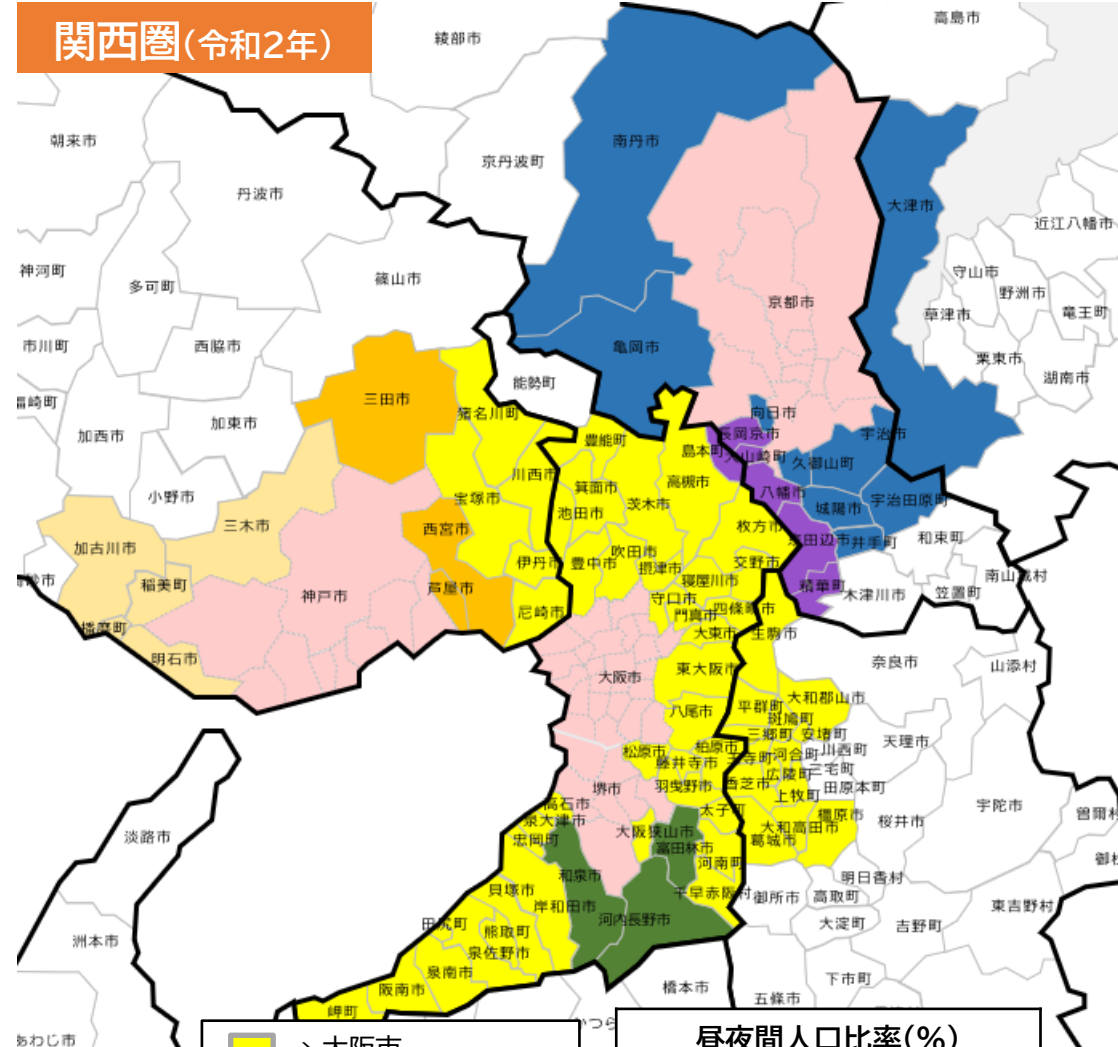 関西圏(令和2年)
高島市
綾部市
朝来市
京丹波町
南丹市
丹波市
大津市
近江八幡市
神河町
多可町
篠山市
守山市
野洲市
京都市
草津市
竜王町
市川町
西脇市
亀岡市
栗東市
能勢町
湖南市
三田市
猪名川町
向日市
加西市
加東市
豊能町
長岡京市
宇治市
島本町
大山崎町
久御山町
川西市
高槻市
箕面市
小野市
宝塚市
茨木市
八幡市
宇治田原町
池田市
城陽市
三木市
西宮市
枚方市
京田辺市
井手町
和束町
加古川市
吹田市
伊丹市
豊中市
摂津市
交野市
南山城村
稲美町
芦屋市
寝屋川市
精華町
木津川市
笠置町
神戸市
守口市
尼崎市
門真市
四條畷市
播磨町
大東市
生駒市
明石市
奈良市
山添村
東大阪市
大阪市
大和郡山市
平群町
八尾市
斑鳩町
三郷町
安堵町
天理市
松原市
柏原市
川西町
藤井寺市
王寺町
河合町
三宅町
広陵町
羽曳野市
香芝市
田原本町
堺市
上牧町
高石市
太子町
宇陀市
橿原市
泉大津市
桜井市
曽爾村
淡路市
大阪狭山市
大和高田市
忠岡町
葛城市
富田林市
河南町
和泉市
明日香村
貝塚市
千早赤阪村
御所市
高取町
岸和田市
東吉野村
河内長野市
田尻町
大淀町
吉野町
熊取町
洲本市
泉佐野市
泉南市
下市町
阪南市
橋本市
五條市
岬町
大阪市
昼夜間人口比率(%)